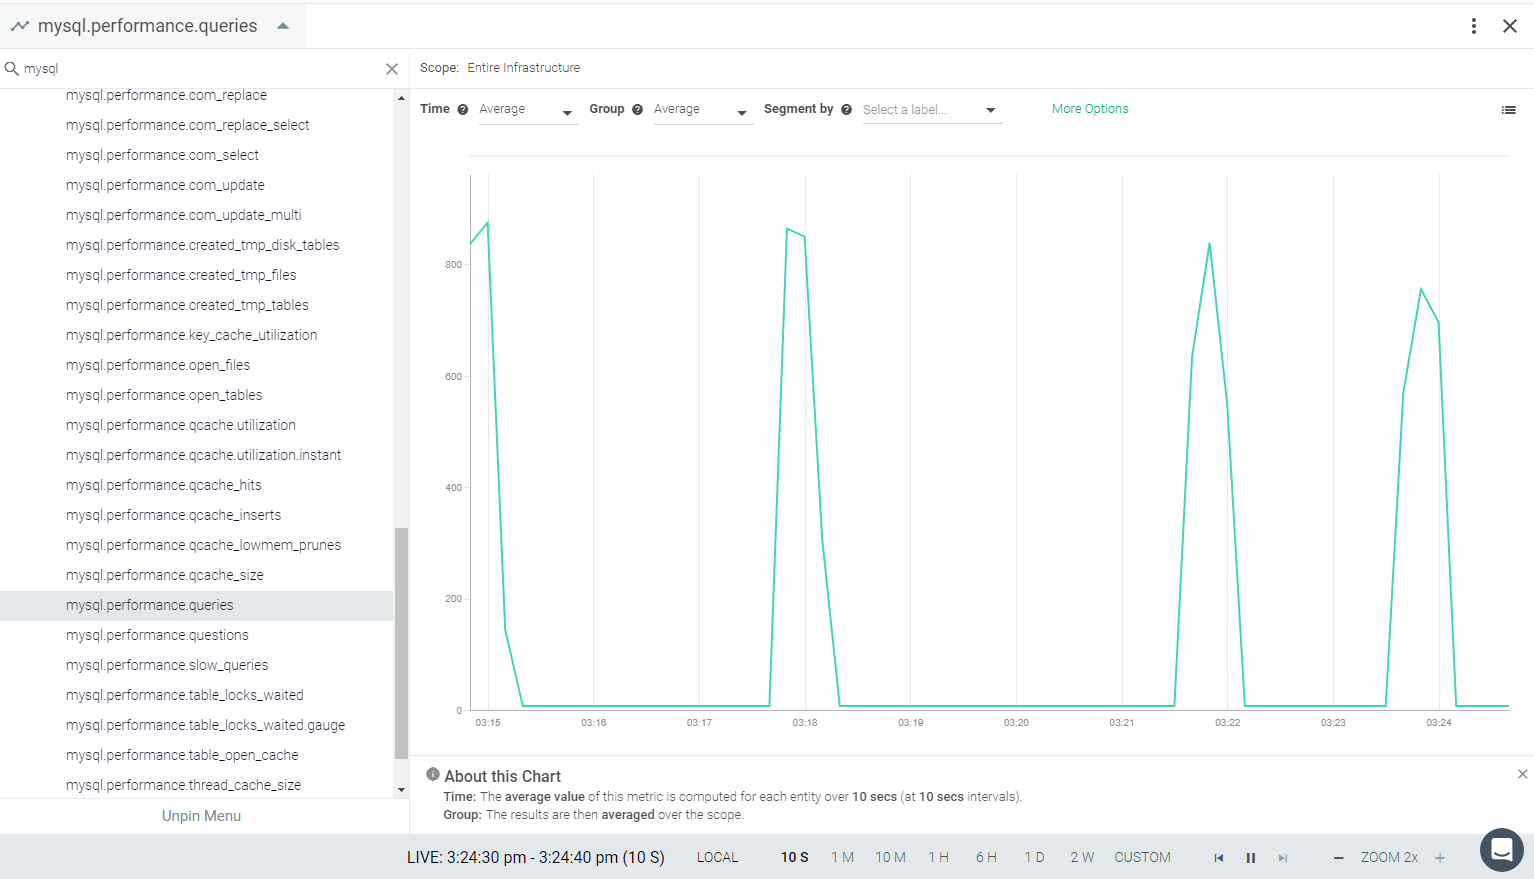 mysql.performance.queries
mysql
mysql.performance.com_replace
mysql.performance.com_replace_select
mysql.performance.com_select
mysql.performance.com_update
mysql.performance.com_update_multi
mysql.performance.created_tmp_disk_tables
mysql.performance.created_tmp_files
mysql.performance.created_tmp_tables
mysql.performance.key_cache_utilization
mysql.performance.open_files
mysql.performance.open_tables
mysql.performance.qcache.utilization
mysql.performance.qcache.utilization.instant
mysql.performance.qcache_hits
mysql.performance.qcache_inserts
mysql.performance.qcache_lowmem_prunes
mysql.performance.qcache_size
mysql.performance.queries
mysql.performance.questions
mysql.performance.slow_queries
mysql.performance.table_locks_waited
mysql.performance.table_locks_waited.gauge
mysql.performance.table_open_cache
mysql.performance.thread_cache_size
Unpin Menu
Scope: Entire Infrastructure
Time ? Average Group ? Average Segment by ? Select a label... More Options
800
600
400
200
0
03:15 03:16 03:17 03:18 03:19 03:20 03:21 03:22 03:23 03:24
About this Chart
Time: The average value of this metric is computed for each entity over 10 secs (at 10 secs intervals).
Group: The results are then averaged over the scope.
LIVE: 3:24:30 pm - 3:24:40 pm (10 S) LOCAL 10 S 1 M 10 M 1 H 6 H 1 D 2 W CUSTOM ZOOM 2x